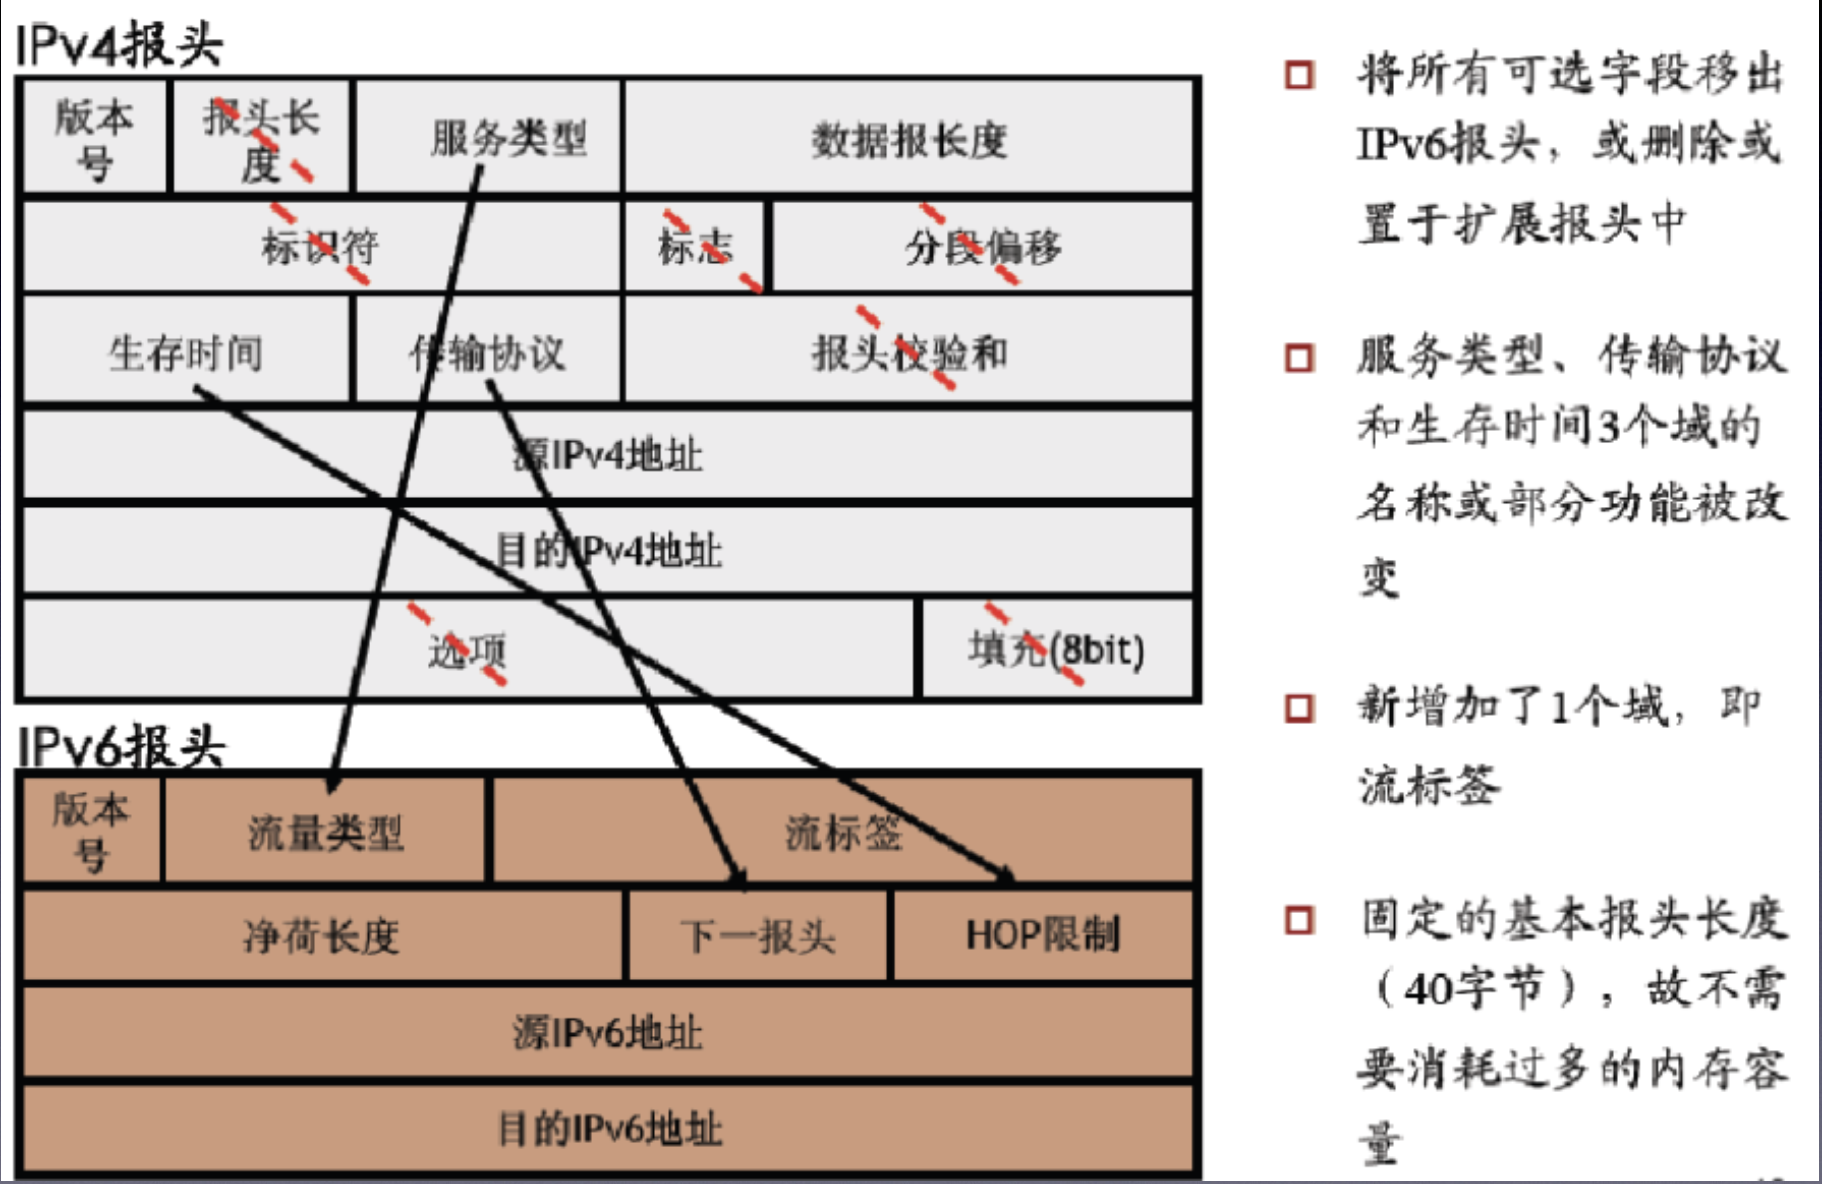 IPv4报头
版本号
报头长度
服务类型
数据报长度
标识符
标志
分段偏移
生存时间
传输协议
报头校验和
源IPv4地址
目的IPv4地址
选项
填充(8bit)
IPv6报头
版本号
流量类型
流标签
净荷长度
下一报头
HOP限制
源IPv6地址
目的IPv6地址
将所有可选字段移出
IPv6报头，或删除或
置于扩展报头中
服务类型、传输协议
和生存时间3个域的
名称或部分功能被改
变
新增加了1个域，即
流标签
固定的基本报头长度
（40字节），故不需
要消耗过多的内存容
量